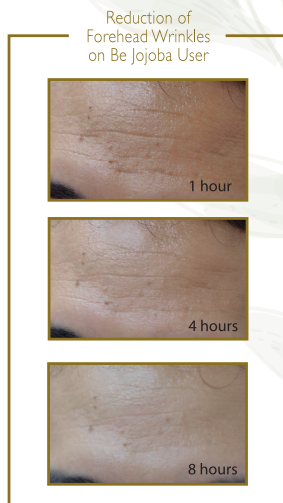 Reduction of
Forehead Wrinkles
on Be Jojoba User
1 hour
4 hours
8 hours